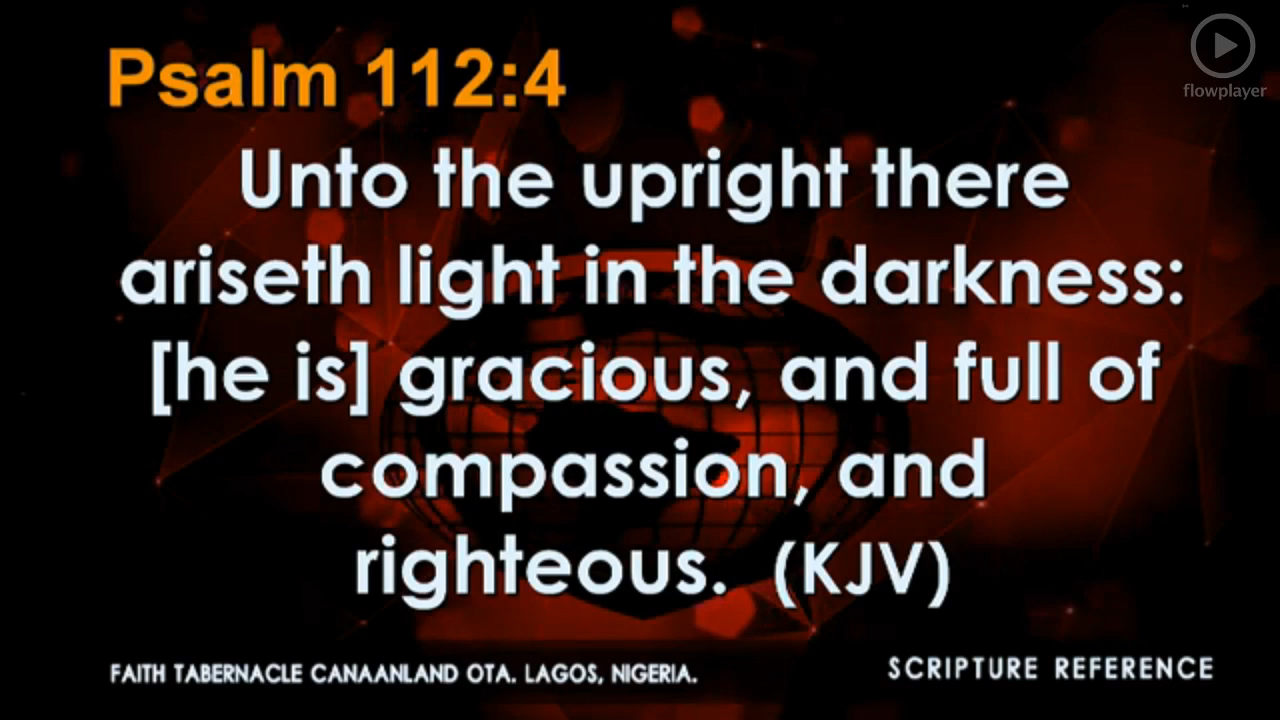 Psalm 112:4
flowplayer
Unto the upright there
ariseth light in the darkness:
[he is] gracious, and full of
compassion, and
righteous. (KJV)
FAITH TABERNACLE CANAANLAND OTA. LAGOS, NIGERIA.
SCRIPTURE REFERENCE